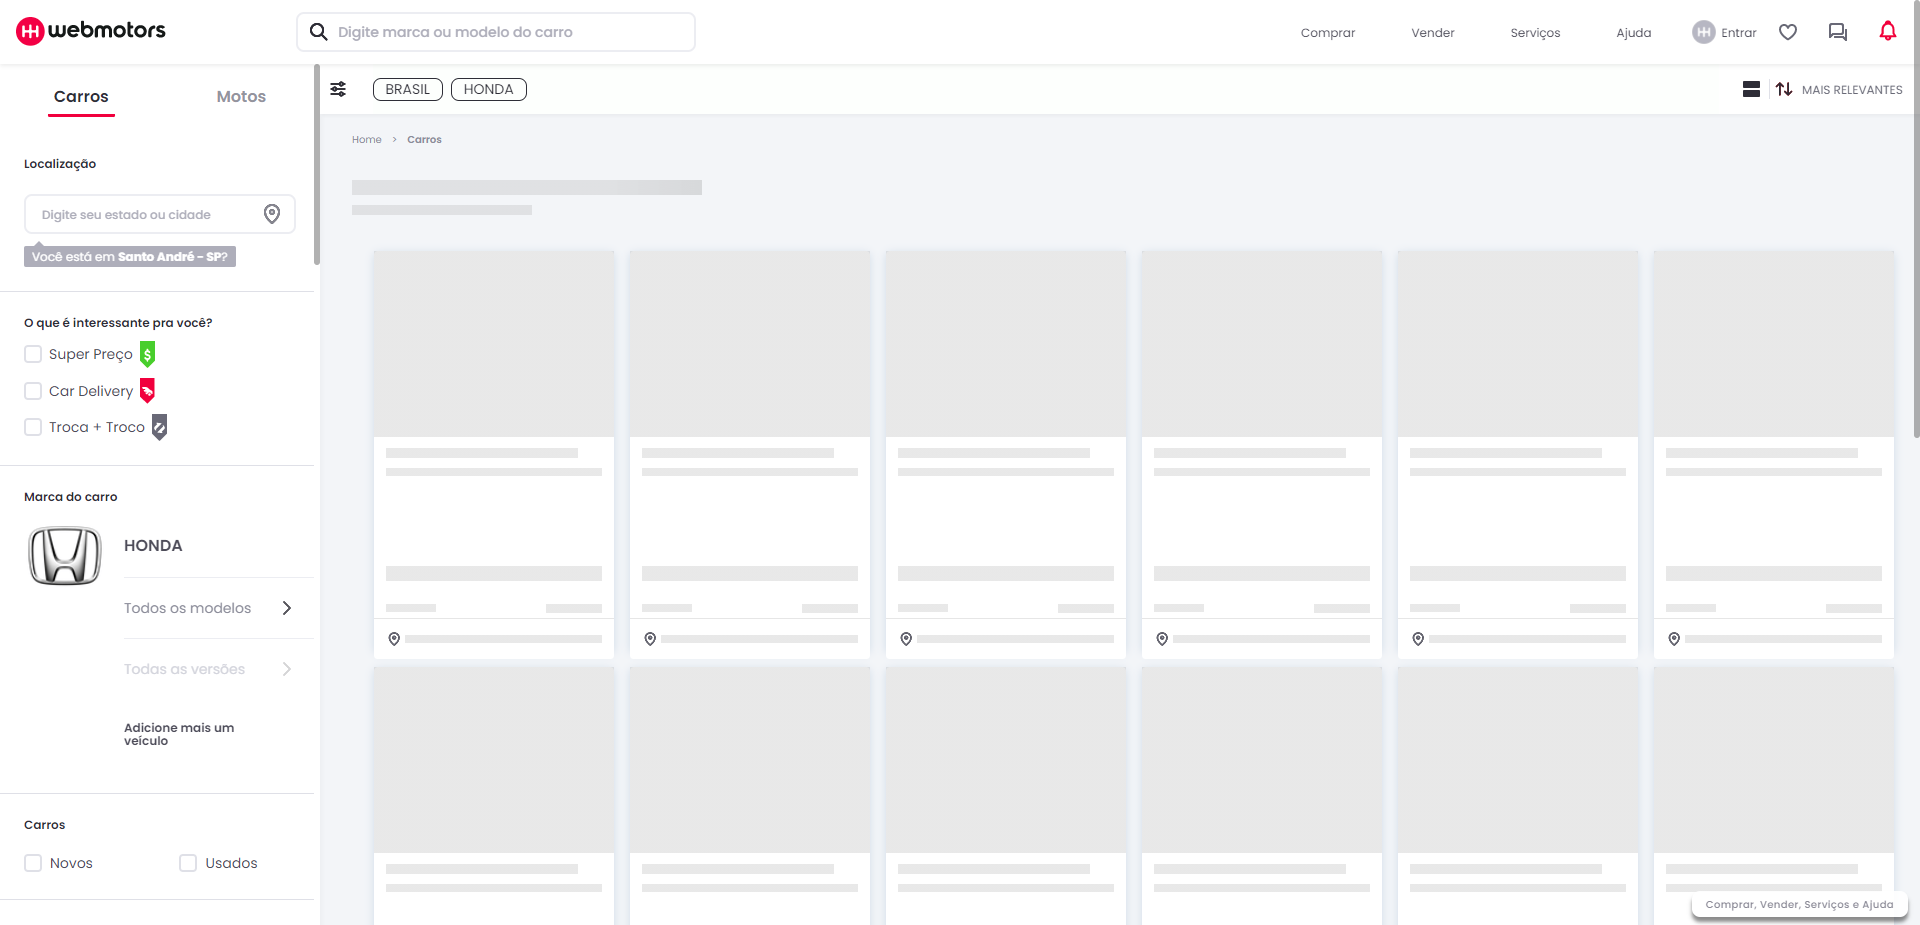 webmotors
Digite marca ou modelo do carro
Comprar
Vender
Serviços
Ajuda
Entrar
Carros
Motos
BRASIL
HONDA
MAIS RELEVANTES
Home > Carros
Localização
Digite seu estado ou cidade
Você está em Santo André - SP?
O que é interessante pra você?
Super Preço
Car Delivery
Troca + Troco
Marca do carro
HONDA
Todos os modelos
Todas as versões
Adicione mais um
veículo
Carros
Novos
Usados
Comprar, Vender, Serviços e Ajuda